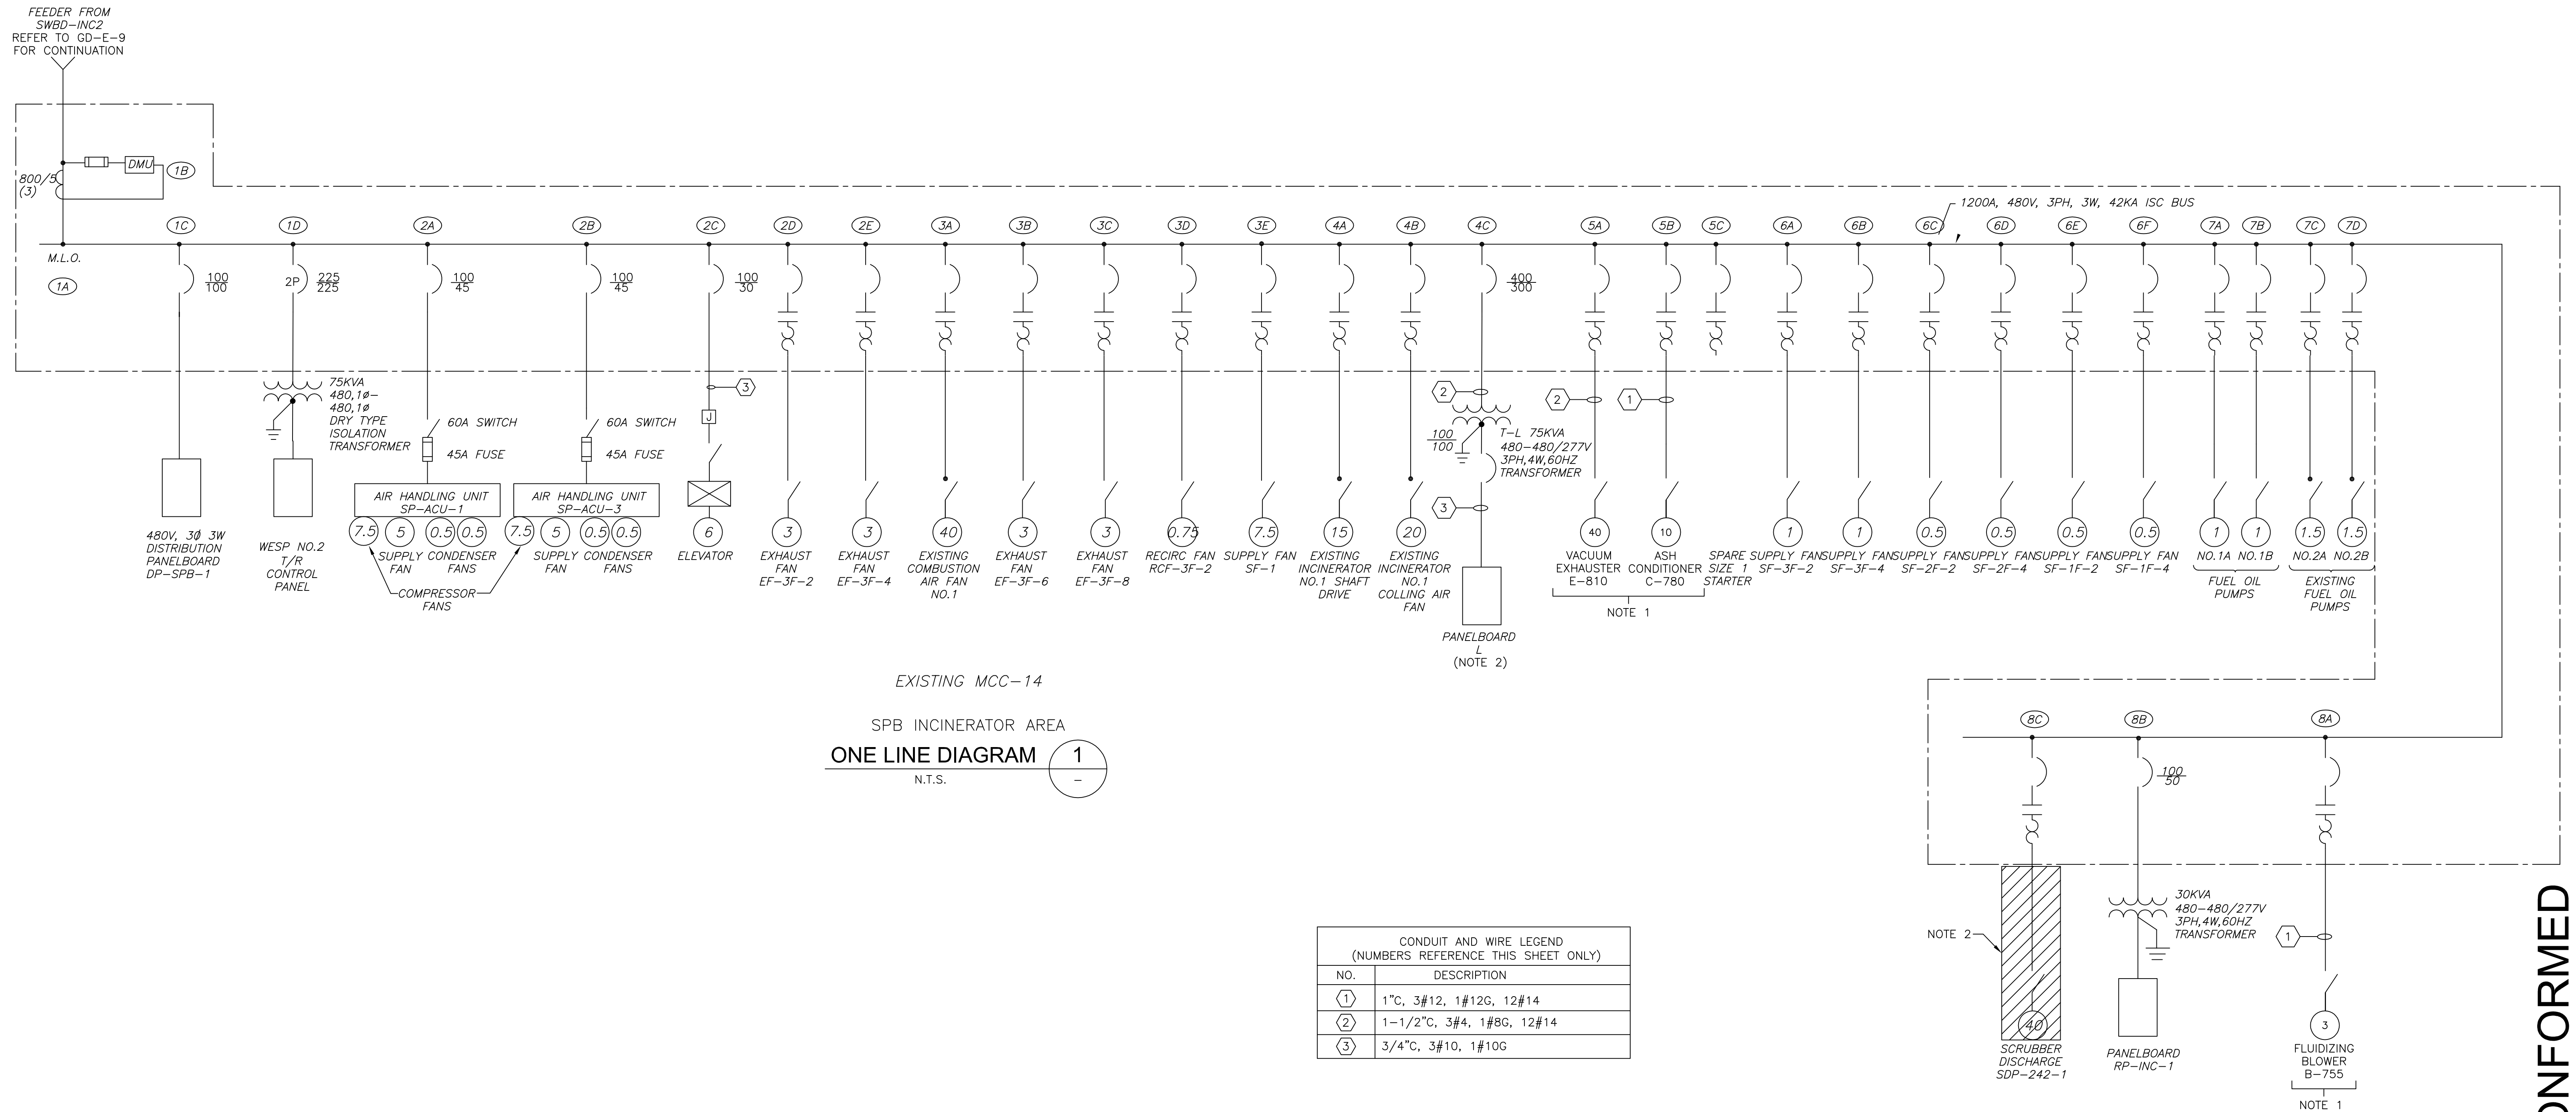 FEEDER FROM
SWBD-INC2
REFER TO GD-E-9
FOR CONTINUATION
DMU
1B
800/5
(3)
1200A, 480V, 3PH, 3W, 42KA ISC BUS
1C
1D
2A
2B
2C
2D
2E
3A
3B
3C
3D
3E
4A
4B
4C
5A
5B
5C
6A
6B
6C
6D
6E
6F
7A
7B
7C
7D
M.L.O.
1A
100
100
2P
225
225
100
45
100
45
100
30
400
300
75KVA
480,1ø-
480,1ø
DRY TYPE
ISOLATION
TRANSFORMER
60A SWITCH
45A FUSE
60A SWITCH
45A FUSE
3
J
2
100
100
T-L 75KVA
480-480/277V
3PH,4W,60HZ
TRANSFORMER
3
2
1
480V, 3Ø 3W
DISTRIBUTION
PANELBOARD
DP-SPB-1
WESP NO.2
T/R
CONTROL
PANEL
AIR HANDLING UNIT
SP-ACU-1
7.5
5
0.5
0.5
SUPPLY
FAN
CONDENSER
FANS
AIR HANDLING UNIT
SP-ACU-3
7.5
5
0.5
0.5
SUPPLY
FAN
CONDENSER
FANS
COMPRESSOR
FANS
6
ELEVATOR
3
EXHAUST
FAN
EF-3F-2
3
EXHAUST
FAN
EF-3F-4
40
EXISTING
COMBUSTION
AIR FAN
NO.1
3
EXHAUST
FAN
EF-3F-6
3
EXHAUST
FAN
EF-3F-8
0.75
RECIRC FAN
RCF-3F-2
7.5
SUPPLY FAN
SF-1
15
EXISTING
INCINERATOR
NO.1 SHAFT
DRIVE
20
EXISTING
INCINERATOR
NO.1
COLLING AIR
FAN
PANELBOARD
L
(NOTE 2)
40
VACUUM
EXHAUSTER
E-810
10
ASH
CONDITIONER
C-780
NOTE 1
SPARE
SIZE 1
STARTER
1
SUPPLY FAN
SF-3F-2
1
SUPPLY FAN
SF-3F-4
0.5
SUPPLY FAN
SF-2F-2
0.5
SUPPLY FAN
SF-2F-4
0.5
SUPPLY FAN
SF-1F-2
0.5
SUPPLY FAN
SF-1F-4
1
NO.1A
1
NO.1B
FUEL OIL
PUMPS
1.5
NO.2A
1.5
NO.2B
EXISTING
FUEL OIL
PUMPS
EXISTING MCC-14
SPB INCINERATOR AREA
ONE LINE DIAGRAM
1
-
N.T.S.
8C
8B
8A
100
50
NOTE 2
40
SCRUBBER
DISCHARGE
SDP-242-1
30KVA
480-480/277V
3PH,4W,60HZ
TRANSFORMER
PANELBOARD
RP-INC-1
1
3
FLUIDIZING
BLOWER
B-755
NOTE 1
CONDUIT AND WIRE LEGEND
(NUMBERS REFERENCE THIS SHEET ONLY)
NO. DESCRIPTION
1 1"C, 3#12, 1#12G, 12#14
2 1-1/2"C, 3#4, 1#8G, 12#14
3 3/4"C, 3#10, 1#10G
ONFORMED